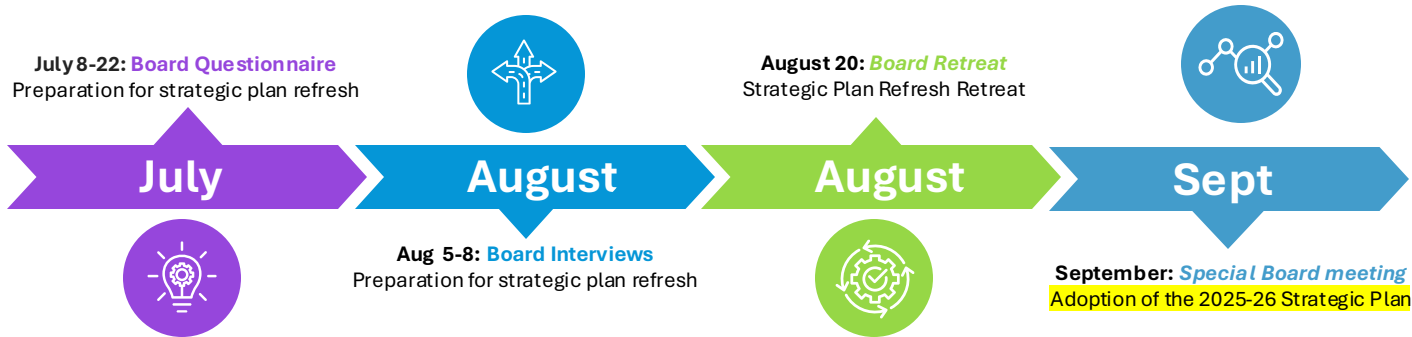 July 8-22: Board Questionnaire
Preparation for strategic plan refresh
July
August
Aug 5-8: Board Interviews
Preparation for strategic plan refresh
August 20: Board Retreat
Strategic Plan Refresh Retreat
August
Sept
September: Special Board meeting
Adoption of the 2025-26 Strategic Plan